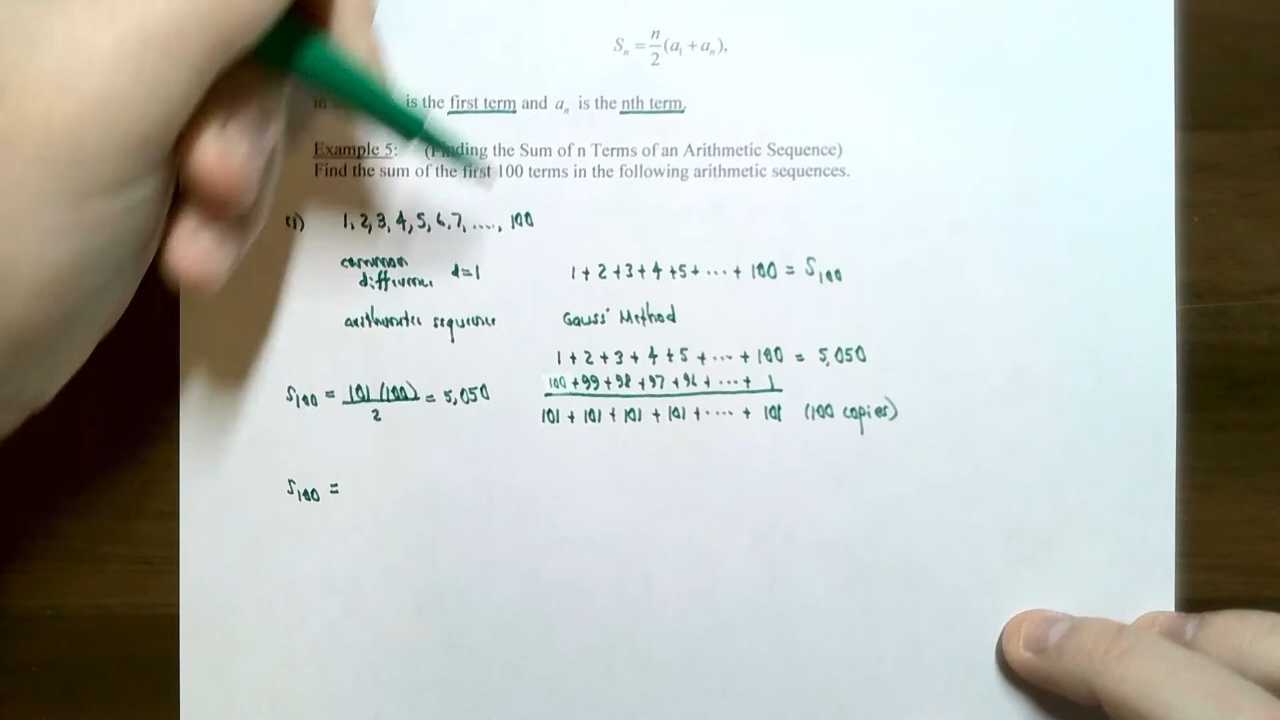 Sₙ = n/2 (a₁ + aₙ),
is the first term and aₙ is the nth term.
Example 5: (Finding the Sum of n Terms of an Arithmetic Sequence)
Find the sum of the first 100 terms in the following arithmetic sequences.
(1) 1, 2, 3, 4, 5, 6, 7, ...., 100
common
difference d=1
1 + 2 + 3 + 4 + 5 + ... + 100 = S₁₀₀
arithmetic sequence
Gauss' Method
1 + 2 + 3 + 4 + 5 + ... + 100 = 5,050
100 + 99 + 98 + 97 + 96 + ... + 1
101 + 101 + 101 + 101 + .... + 101 (100 copies)
S₁₀₀ = 101 (100) / 2 = 5,050
S₁₀₀ =